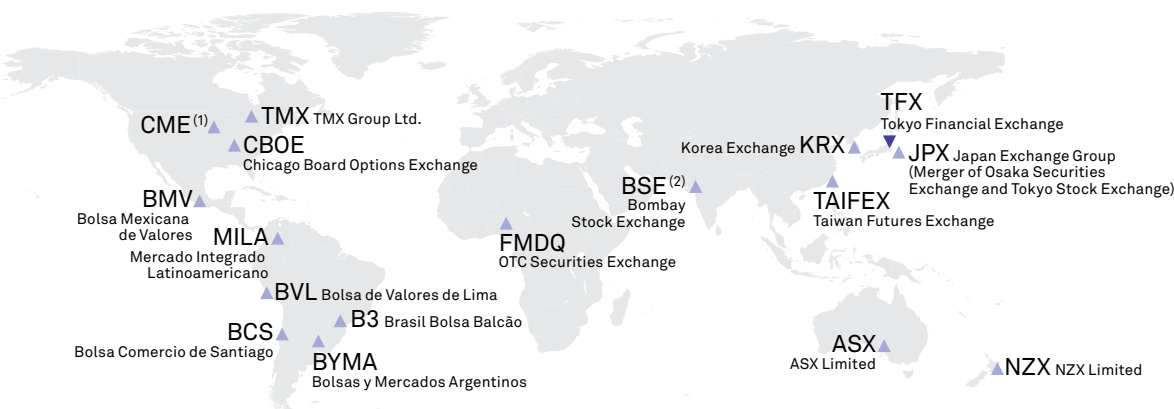 CME (1)
TMX TMX Group Ltd.
CBOE
Chicago Board Options Exchange
BMV
Bolsa Mexicana
de Valores
MILA
Mercado Integrado
Latinoamericano
BVL Bolsa de Valores de Lima
B3 Brasil Bolsa Balcão
BCS
Bolsa Comercio de Santiago
BYMA
Bolsas y Mercados Argentinos
FMDQ
OTC Securities Exchange
BSE (2)
Bombay
Stock Exchange
Korea Exchange KRX
TFX
Tokyo Financial Exchange
JPX Japan Exchange Group
(Merger of Osaka Securities
Exchange and Tokyo Stock Exchange)
TAIFEX
Taiwan Futures Exchange
ASX
ASX Limited
NZX NZX Limited